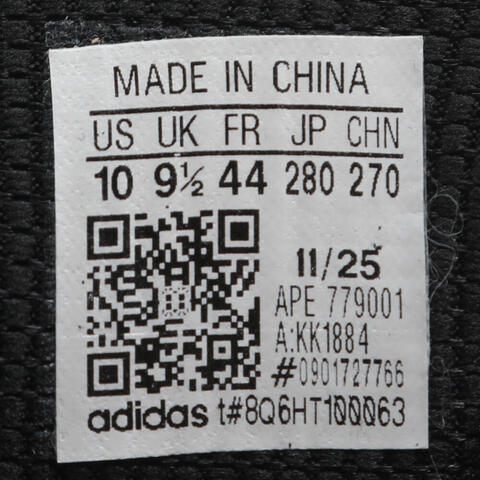 MADE IN CHINA
US UK FR JP CHN
10 9½ 44 280 270
11/25
APE 779001
A:KK1884
#0901727766
adidas t#8Q6HT100063